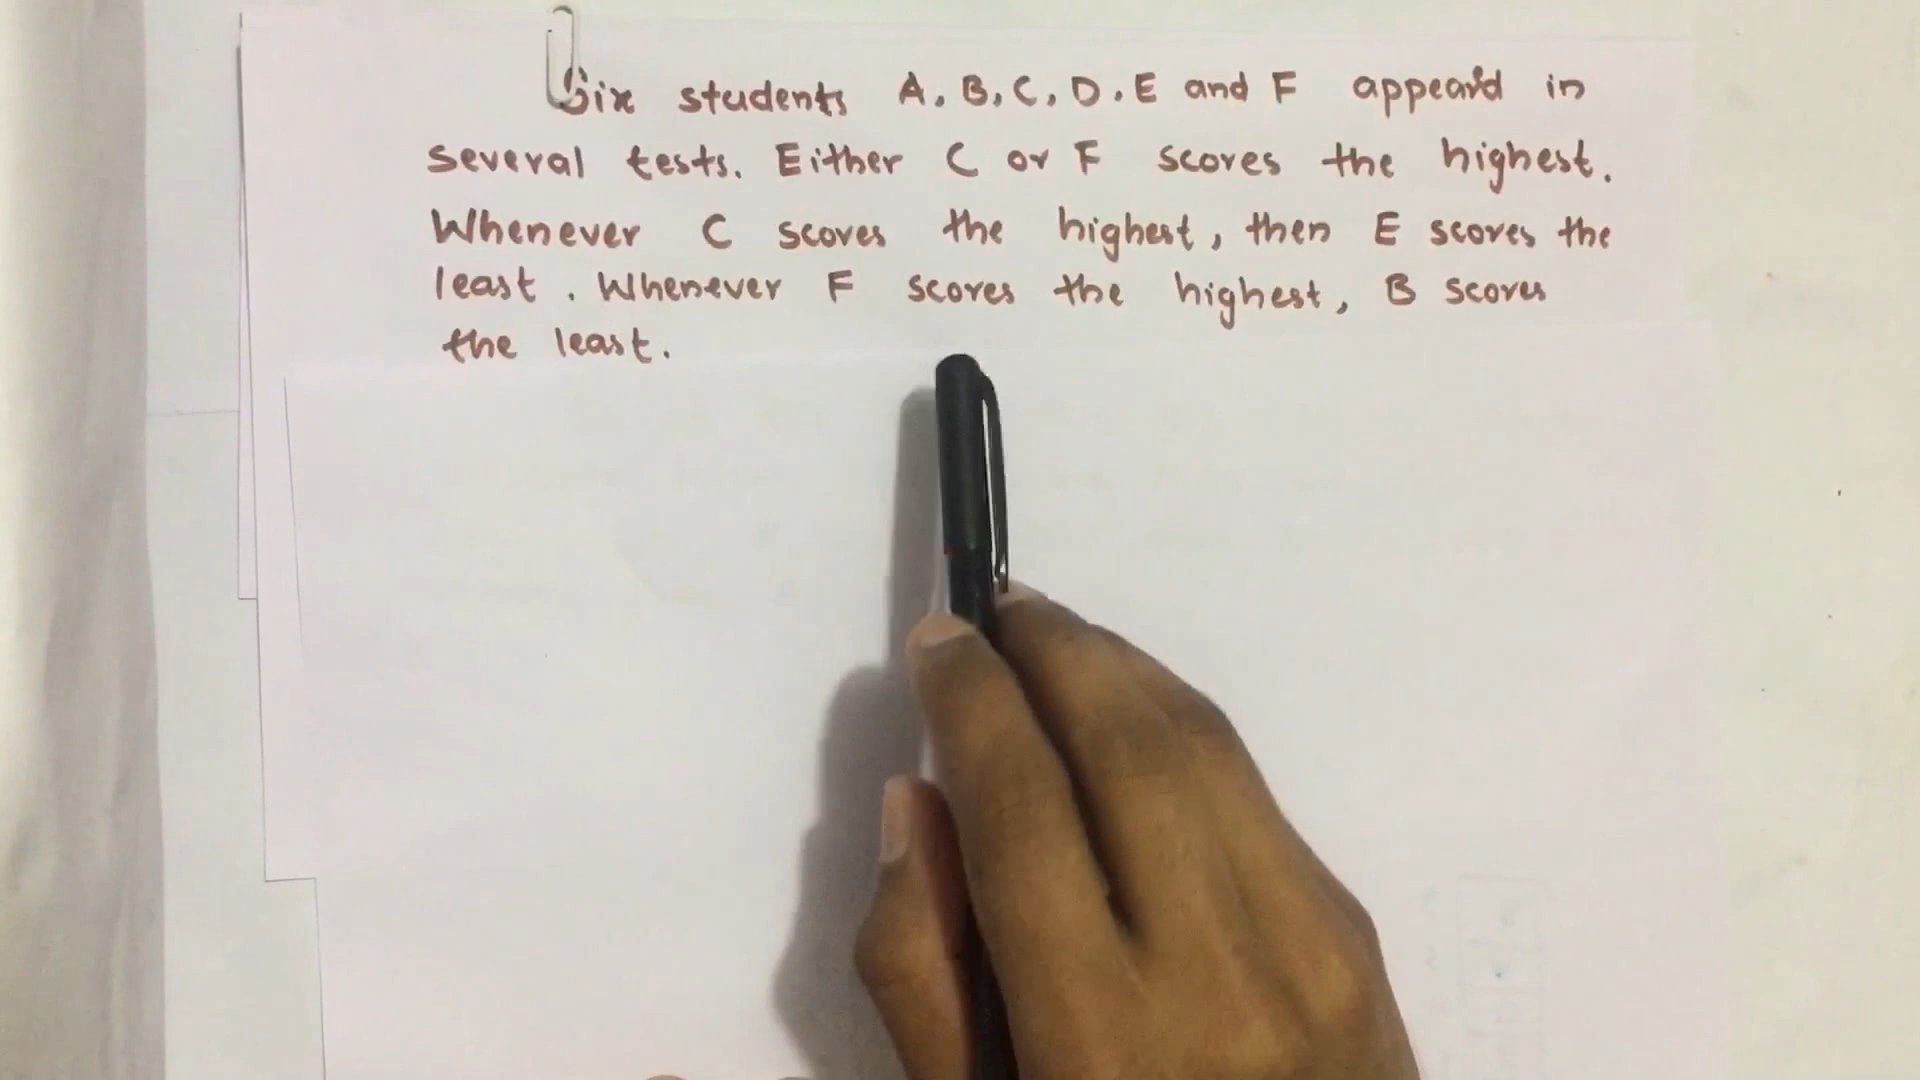 Six students A, B, C, D, E and F appeard in
several tests. Either C or F scores the highest.
Whenever C scores the highest, then E scores the
least. Whenever F scores the highest, B scores
the least.